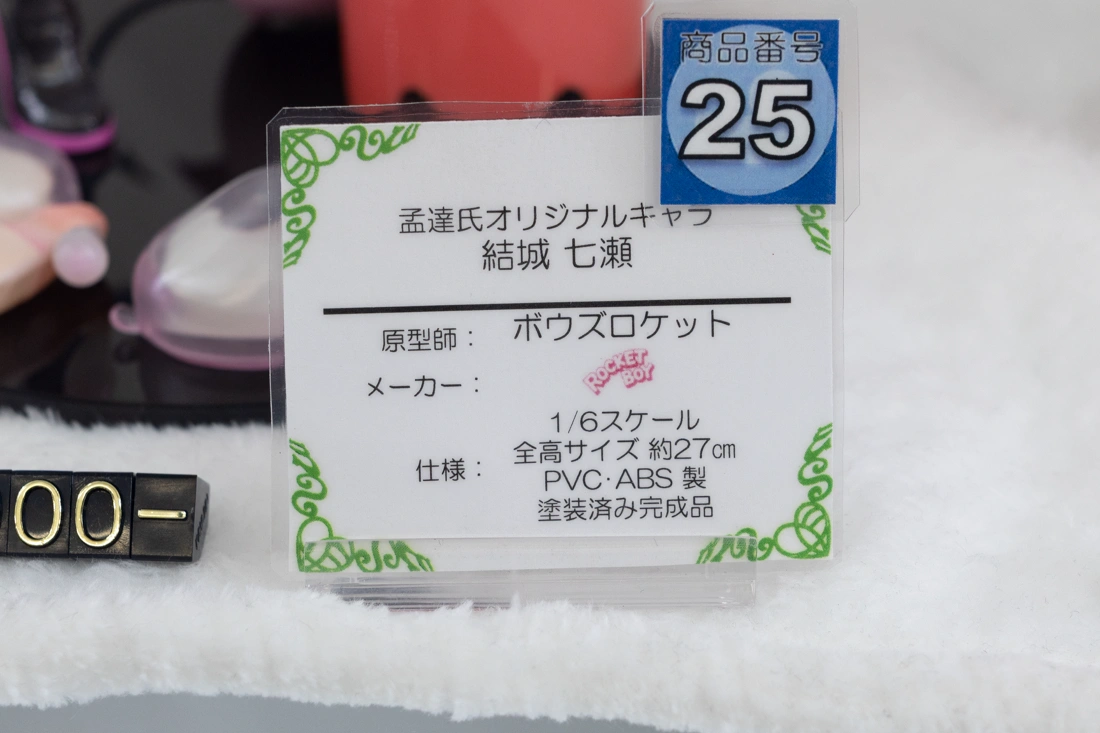 商品番号
25
孟達氏オリジナルキャラ
結城 七瀬
原型師： ボウズロケット
メーカー： ROCKET BOY
仕様： 1/6スケール
全高サイズ 約27㎝
PVC･ABS 製
塗装済み完成品
00-